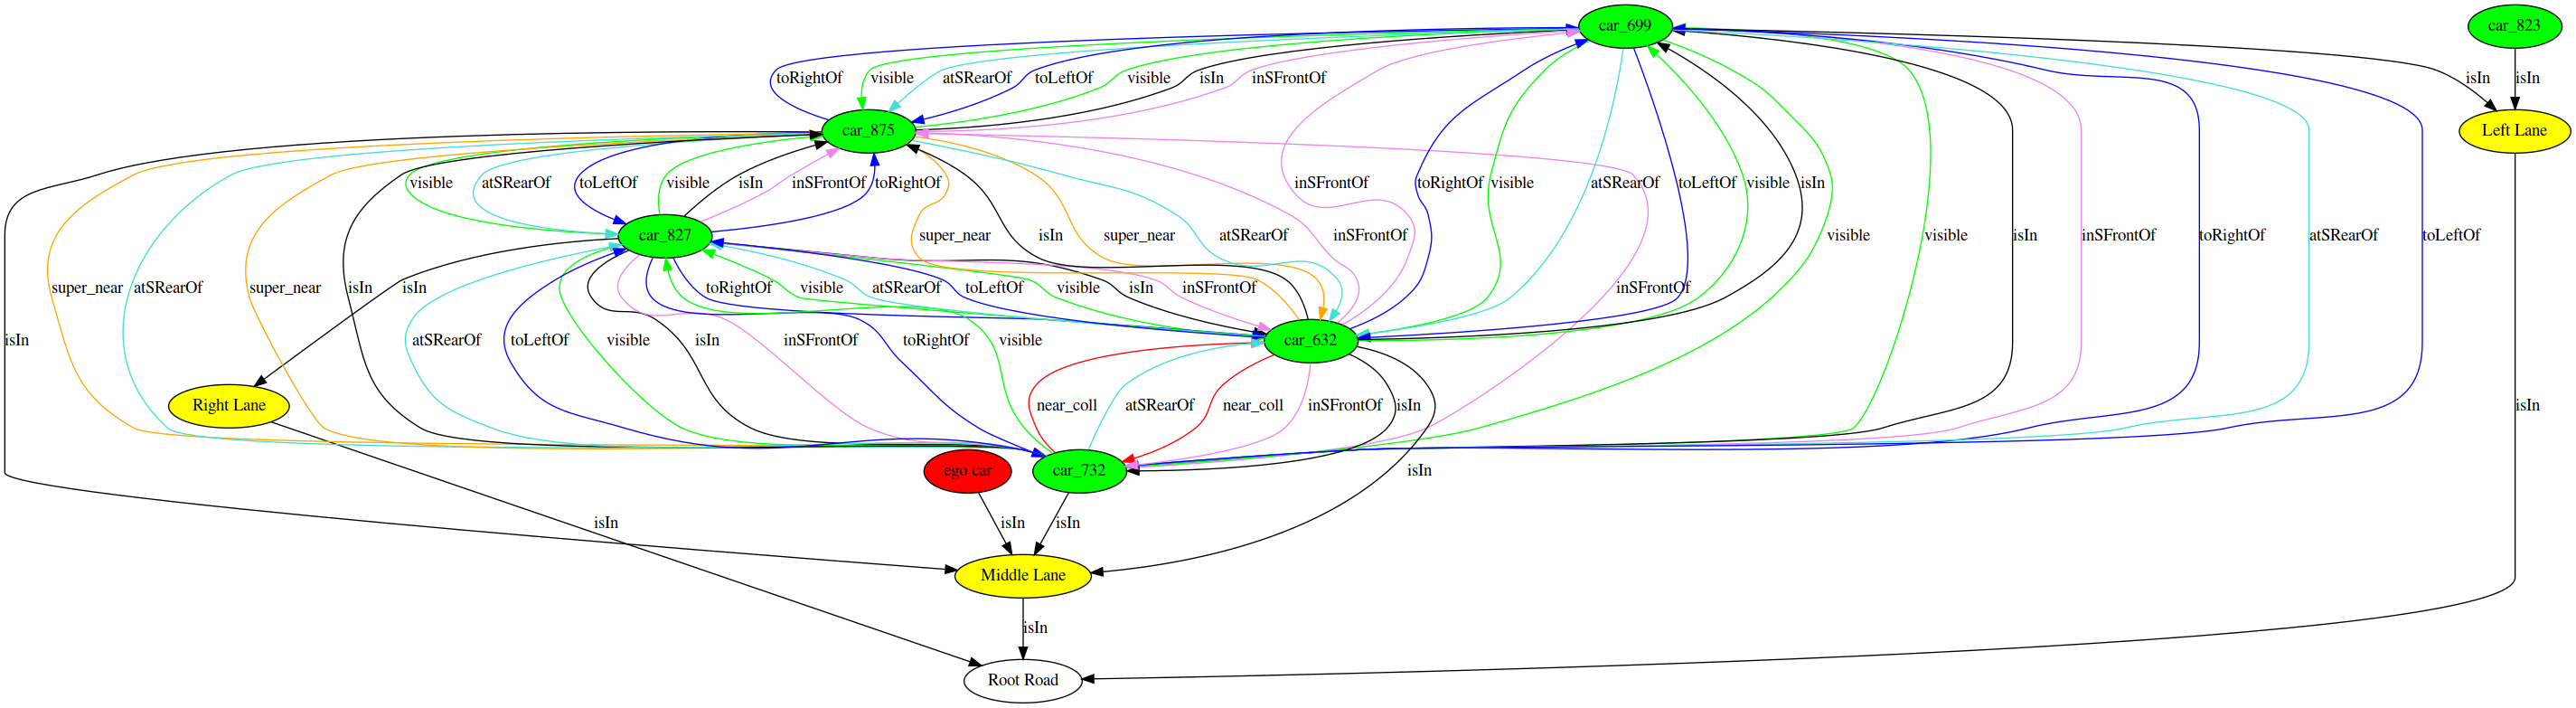 car_699 car_823
toRightOf visible atSRearOf toLeftOf visible isIn inSFrontOf isIn isIn
car_875 Left Lane
visible atSRearOf toLeftOf visible isIn inSFrontOf toRightOf inSFrontOf toRightOf visible atSRearOf toLeftOf visible isIn
car_827 super_near isIn super_near atSRearOf inSFrontOf visible visible isIn inSFrontOf toRightOf atSRearOf toLeftOf
super_near atSRearOf super_near isIn isIn toRightOf visible atSRearOf toLeftOf visible isIn inSFrontOf inSFrontOf
isIn atSRearOf toLeftOf visible isIn inSFrontOf toRightOf visible car_632
Right Lane near_coll atSRearOf near_coll inSFrontOf isIn isIn
ego car car_732 isIn
isIn isIn isIn
Middle Lane
isIn
Root Road